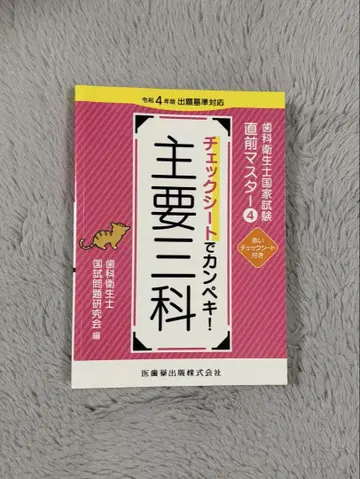 令和4年版 出題基準対応
歯科衛生士国家試験
直前マスター④
赤い
チェックシート
付き
チェックシートでカンペキ!
主要三科
歯科衛生士
国試問題研究会 編
医歯薬出版株式会社